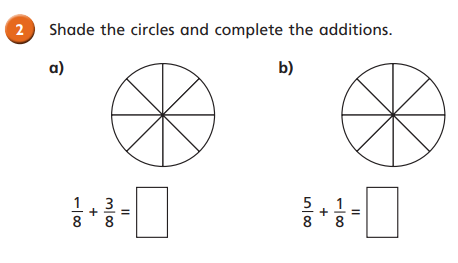 2 Shade the circles and complete the additions.
a) b)
1/8 + 3/8 = 5/8 + 1/8 =